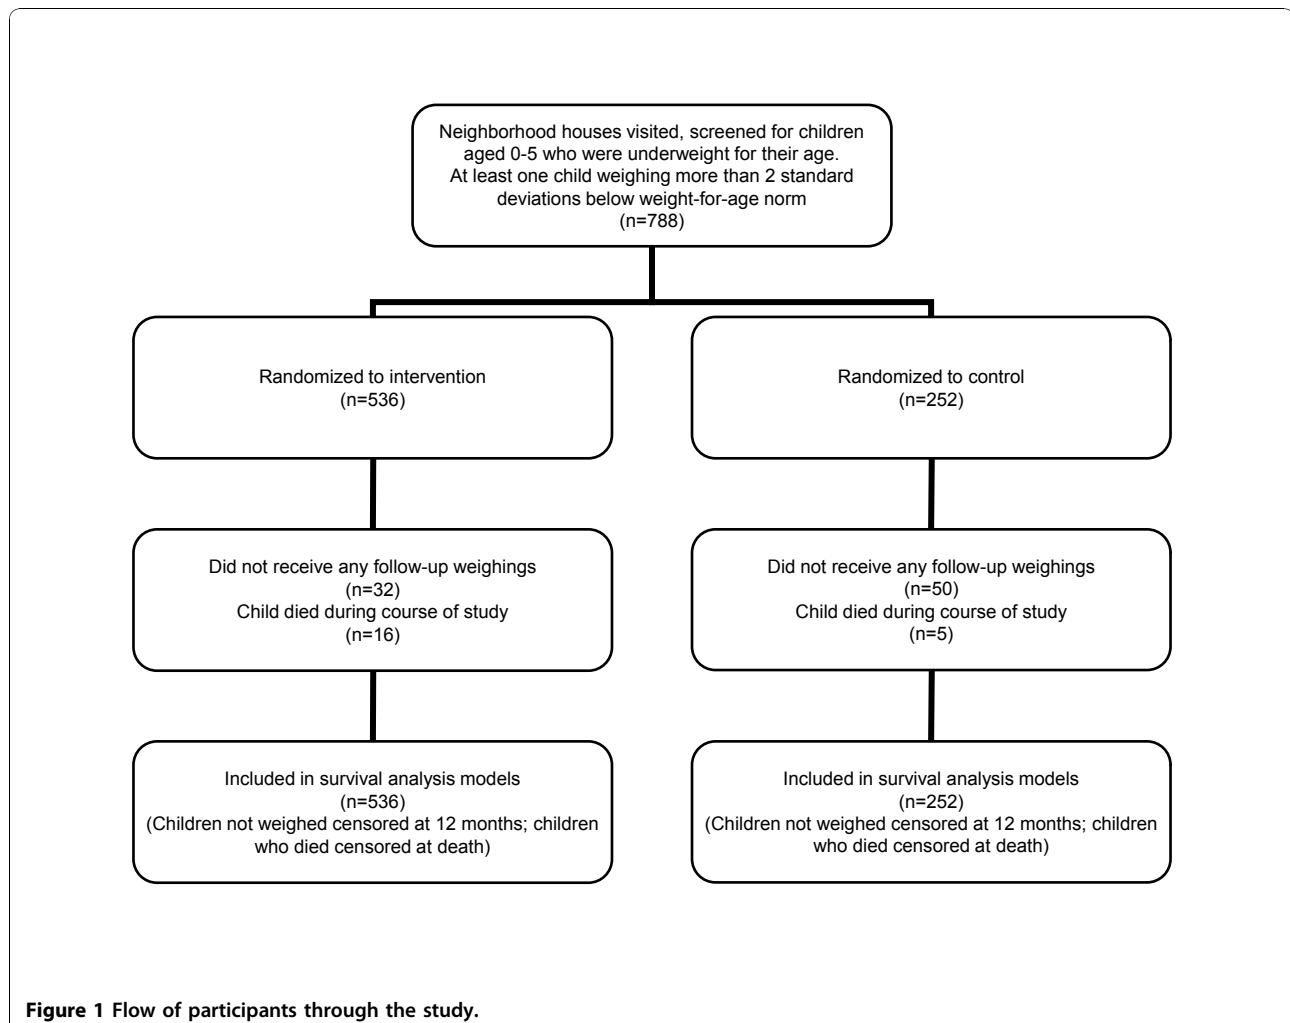 Neighborhood houses visited, screened for children
aged 0-5 who were underweight for their age.
At least one child weighing more than 2 standard
deviations below weight-for-age norm
(n=788)
Randomized to intervention
(n=536)
Randomized to control
(n=252)
Did not receive any follow-up weighings
(n=32)
Child died during course of study
(n=16)
Did not receive any follow-up weighings
(n=50)
Child died during course of study
(n=5)
Included in survival analysis models
(n=536)
(Children not weighed censored at 12 months; children
who died censored at death)
Included in survival analysis models
(n=252)
(Children not weighed censored at 12 months; children
who died censored at death)
Figure 1 Flow of participants through the study.